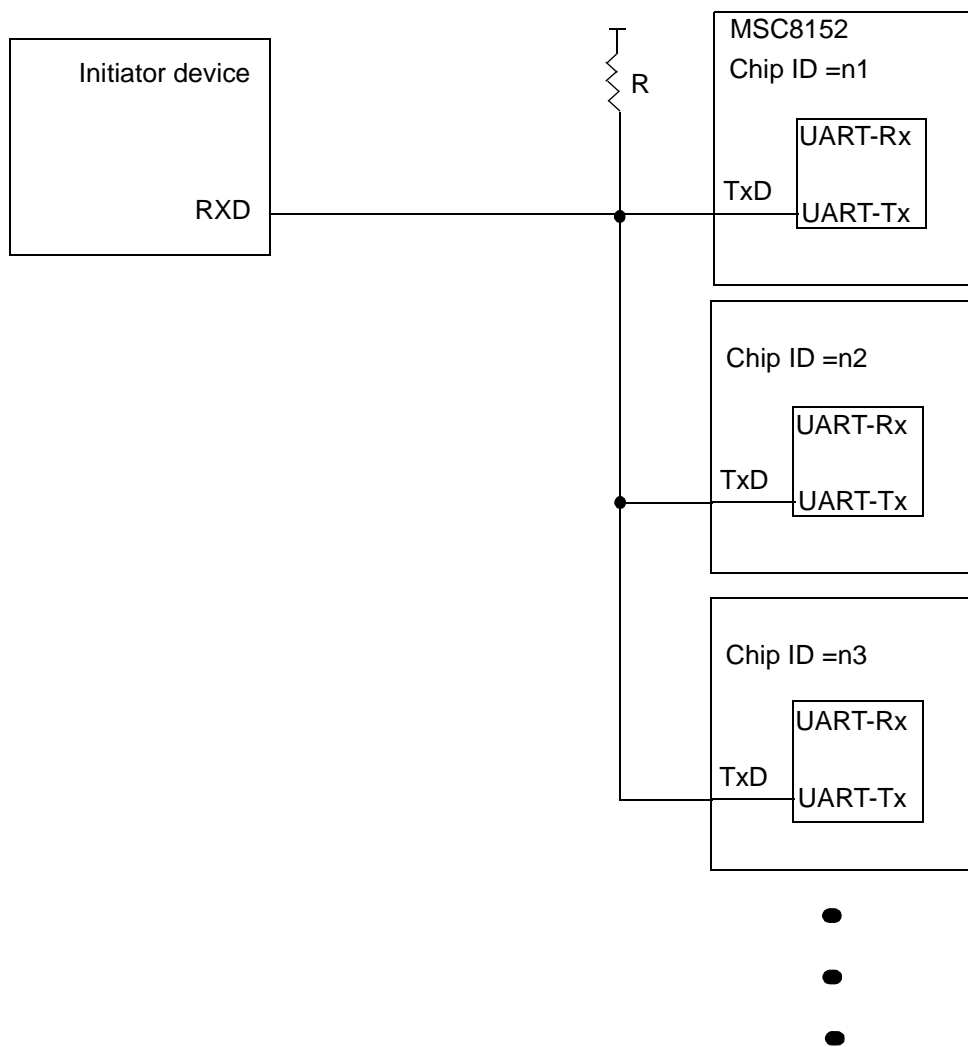 Initiator device
RXD
R
MSC8152
Chip ID =n1
UART-Rx
TxD
UART-Tx
Chip ID =n2
UART-Rx
TxD
UART-Tx
Chip ID =n3
UART-Rx
TxD
UART-Tx